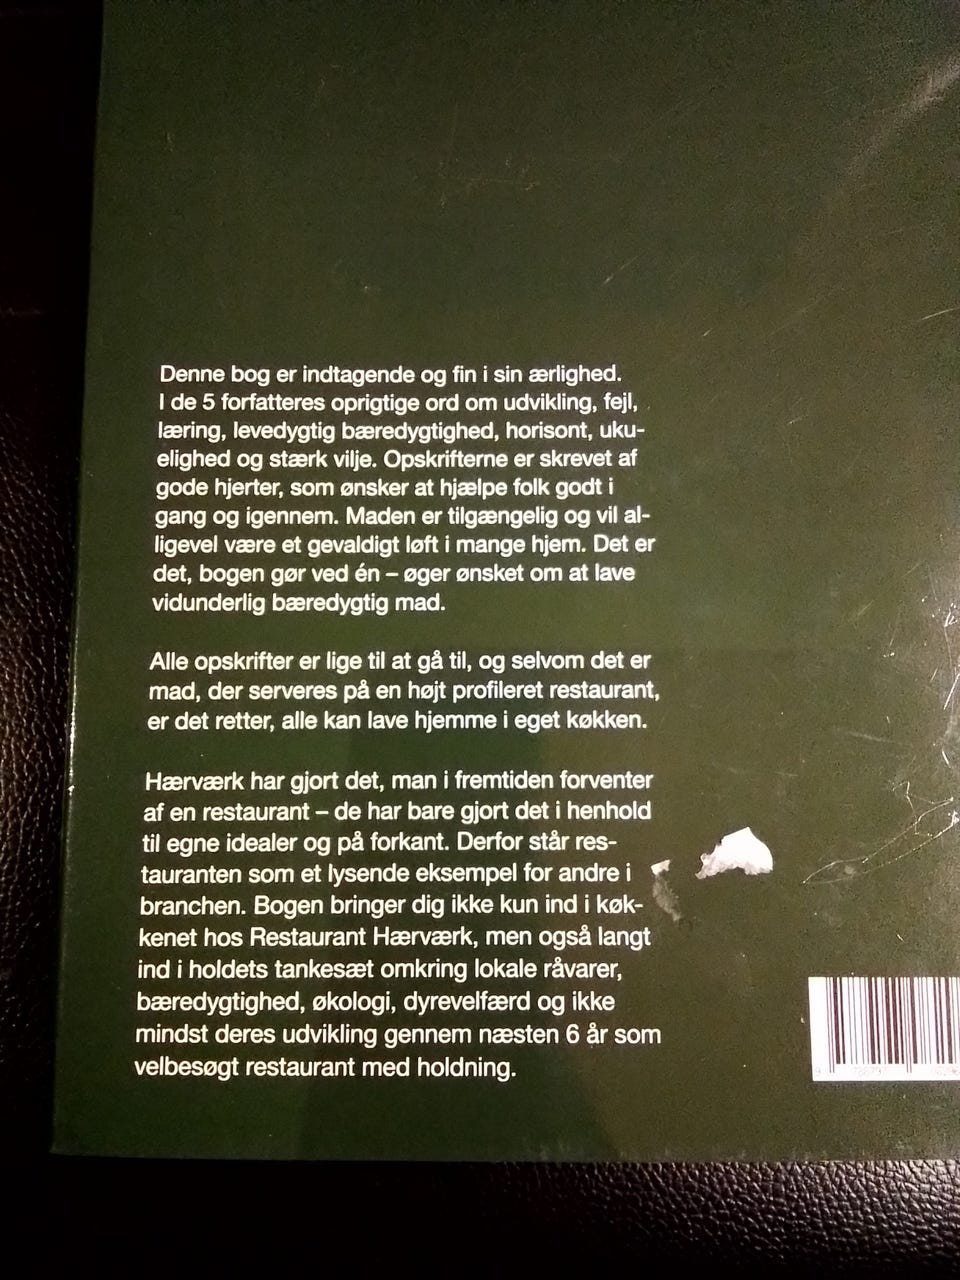 Denne bog er indtagende og fin i sin ærlighed.
I de 5 forfatteres oprigtige ord om udvikling, fejl,
læring, levedygtig bæredygtighed, horisont, uku-
elighed og stærk vilje. Opskrifterne er skrevet af
gode hjerter, som ønsker at hjælpe folk godt i
gang og igennem. Maden er tilgængelig og vil al-
ligevel være et gevaldigt løft i mange hjem. Det er
det, bogen gør ved én – øger ønsket om at lave
vidunderlig bæredygtig mad.
Alle opskrifter er lige til at gå til, og selvom det er
mad, der serveres på en højt profileret restaurant,
er det retter, alle kan lave hjemme i eget køkken.
Hærværk har gjort det, man i fremtiden forventer
af en restaurant – de har bare gjort det i henhold
til egne idealer og på forkant. Derfor står res-
tauranten som et lysende eksempel for andre i
branchen. Bogen bringer dig ikke kun ind i køk-
kenet hos Restaurant Hærværk, men også langt
ind i holdets tankesæt omkring lokale råvarer,
bæredygtighed, økologi, dyrevelfærd og ikke
mindst deres udvikling gennem næsten 6 år som
velbesøgt restaurant med holdning.